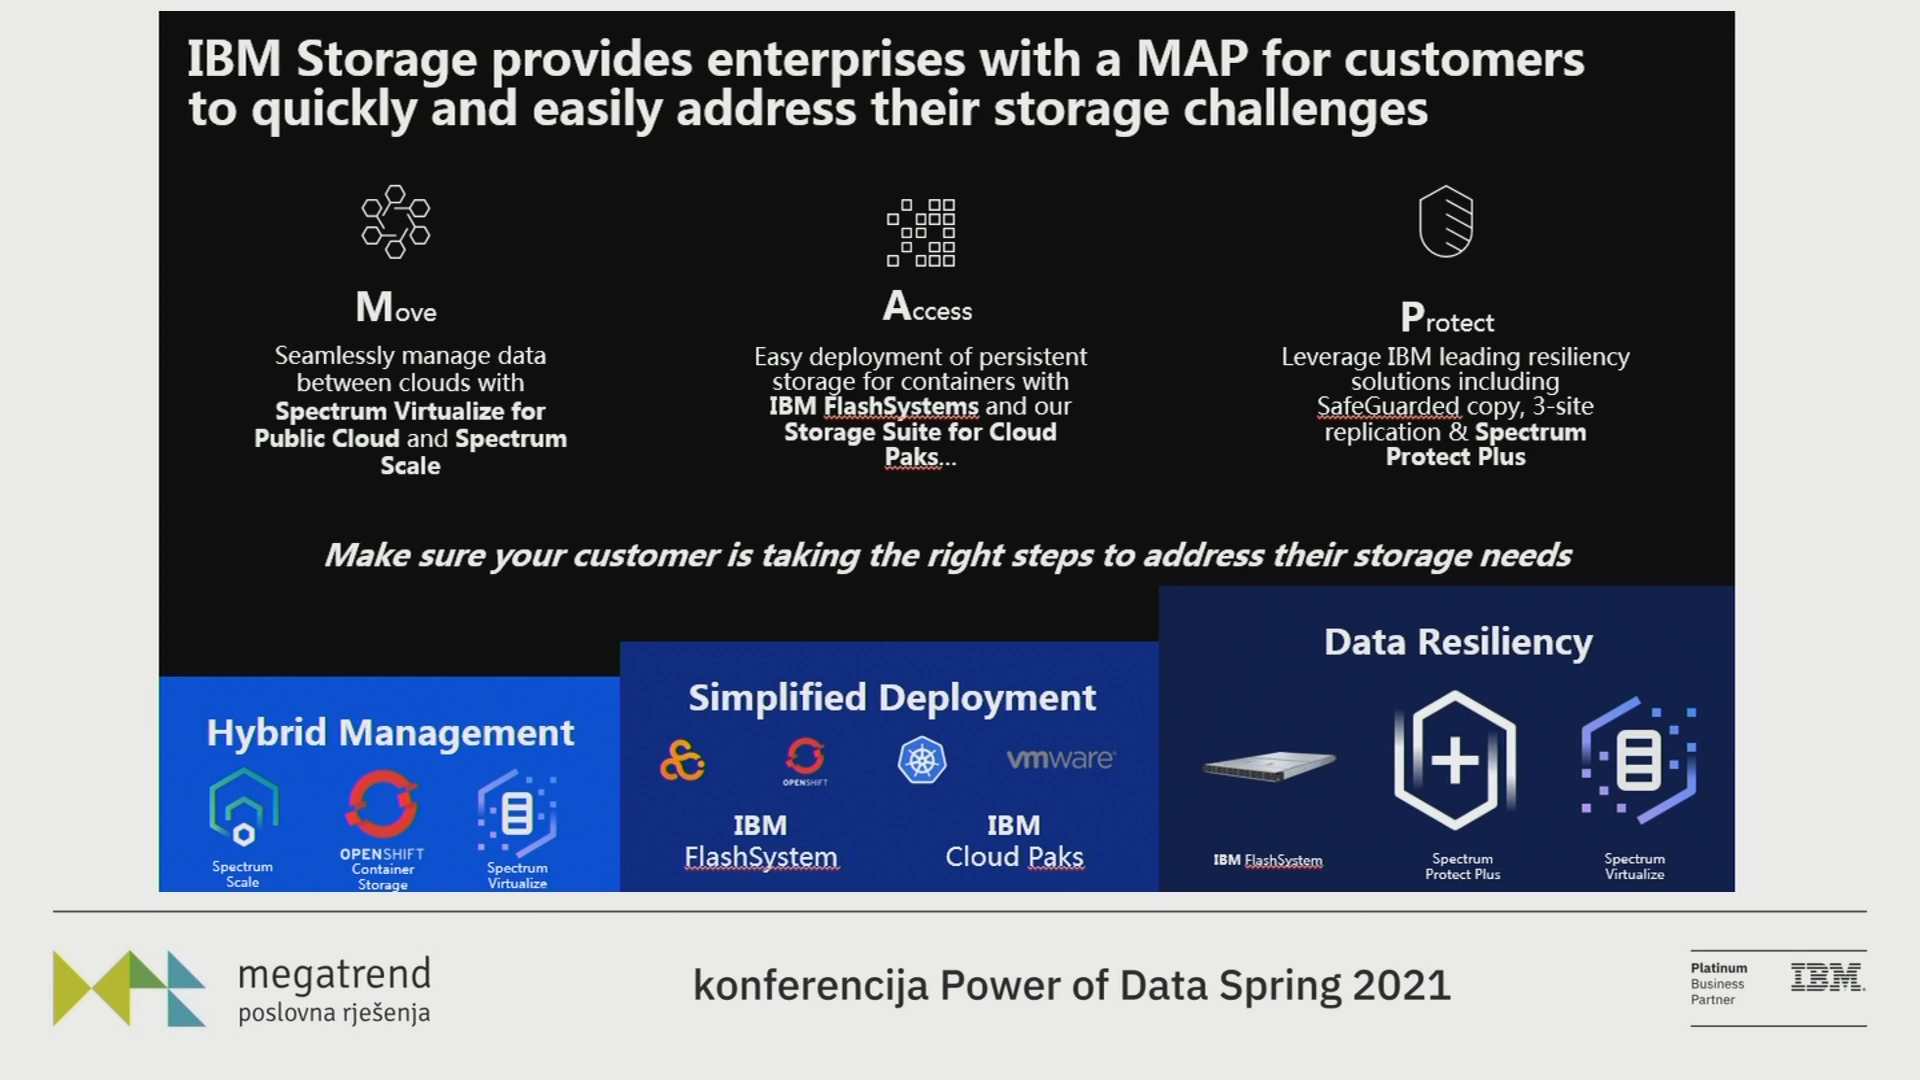 IBM Storage provides enterprises with a MAP for customers
to quickly and easily address their storage challenges
Move
Seamlessly manage data
between clouds with
Spectrum Virtualize for
Public Cloud and Spectrum
Scale
Access
Easy deployment of persistent
storage for containers with
IBM FlashSystems and our
Storage Suite for Cloud
Paks...
Protect
Leverage IBM leading resiliency
solutions including
SafeGuarded copy, 3-site
replication & Spectrum
Protect Plus
Make sure your customer is taking the right steps to address their storage needs
Hybrid Management
Spectrum
Scale
OPENSHIFT
Container
Storage
Spectrum
Virtualize
Simplified Deployment
OPENSHIFT
vmware®
IBM
FlashSystem
IBM
Cloud Paks
Data Resiliency
IBM FlashSystem
Spectrum
Protect Plus
Spectrum
Virtualize
megatrend
poslovna rješenja
konferencija Power of Data Spring 2021
Platinum
Business
Partner
IBM®